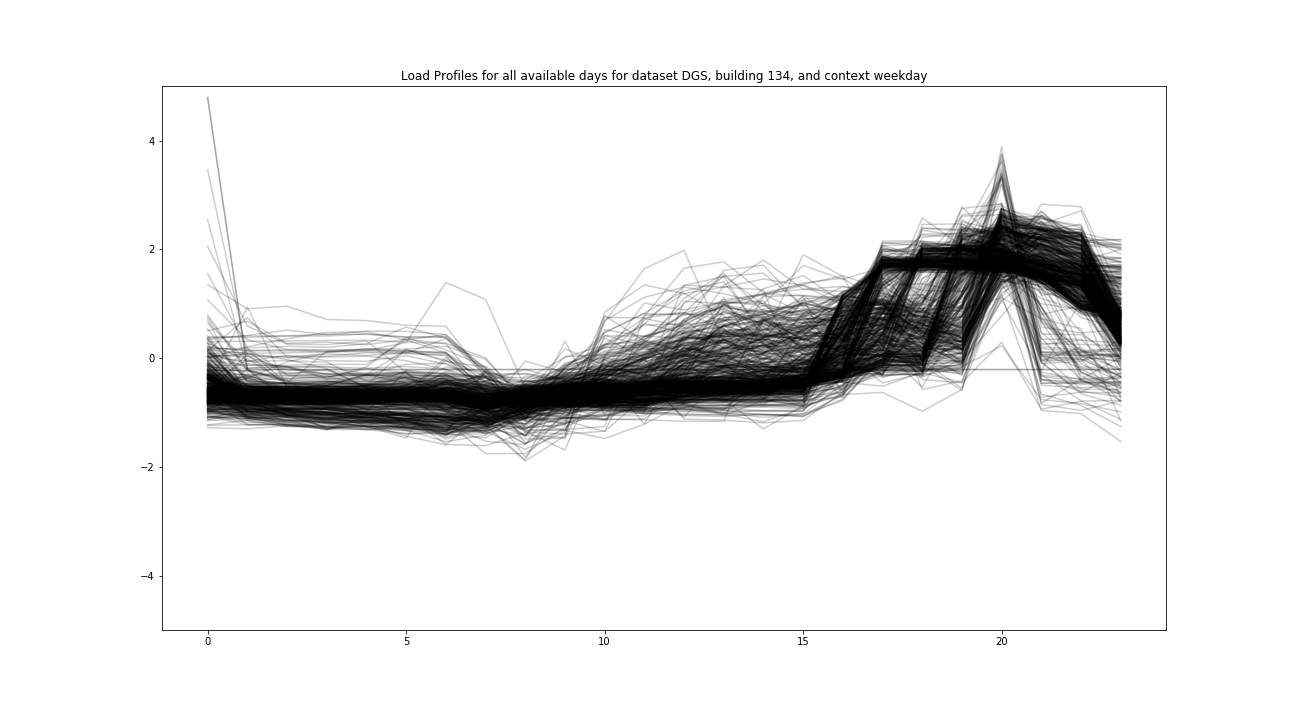 Load Profiles for all available days for dataset DGS, building 134, and context weekday
4
2
0
−2
−4
0 5 10 15 20